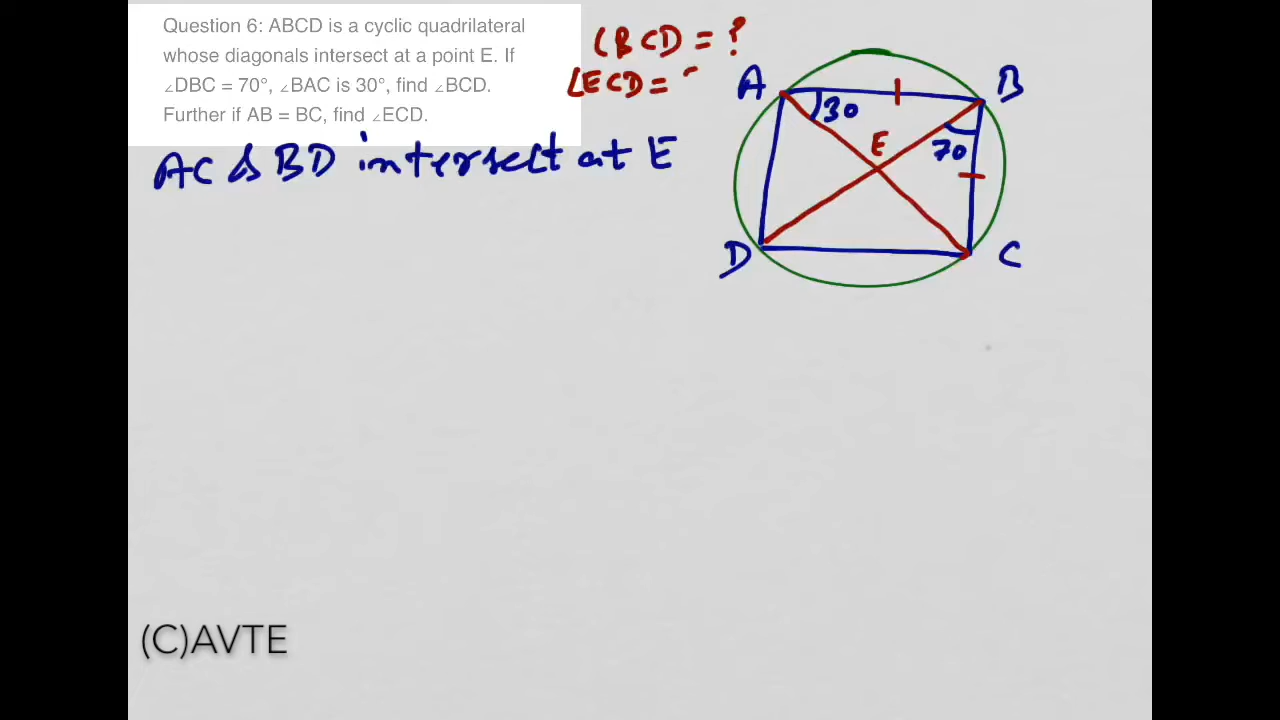 Question 6: ABCD is a cyclic quadrilateral
whose diagonals intersect at a point E. If
∠DBC = 70°, ∠BAC is 30°, find ∠BCD.
Further if AB = BC, find ∠ECD.
∠BCD = ?
∠ECD = ?
AC & BD intersect at E
A
B
30
E
70
D
C
(C)AVTE